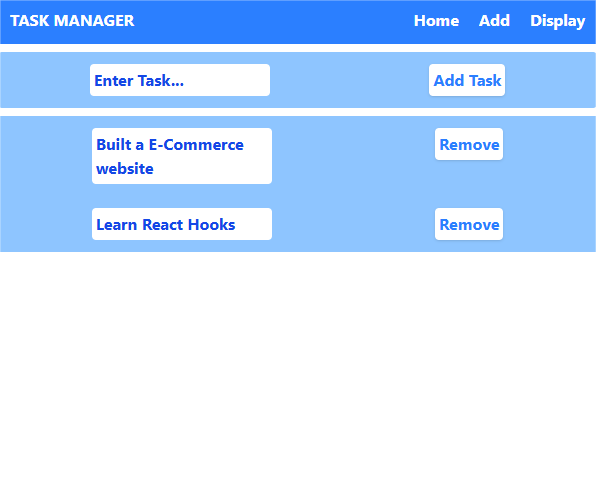 TASK MANAGER Home Add Display
Enter Task... Add Task
Built a E-Commerce Remove
website
Learn React Hooks Remove